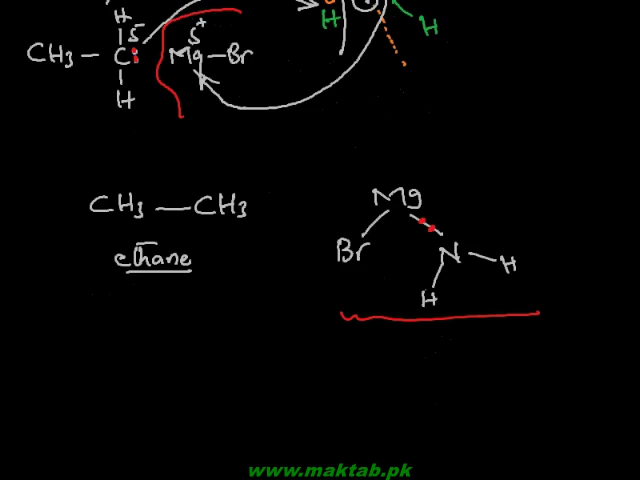 H
H
H
CH3 — C δ- Mg δ+ — Br
H
CH3 — CH3
ethane
Mg
Br
N — H
H
www.maktab.pk